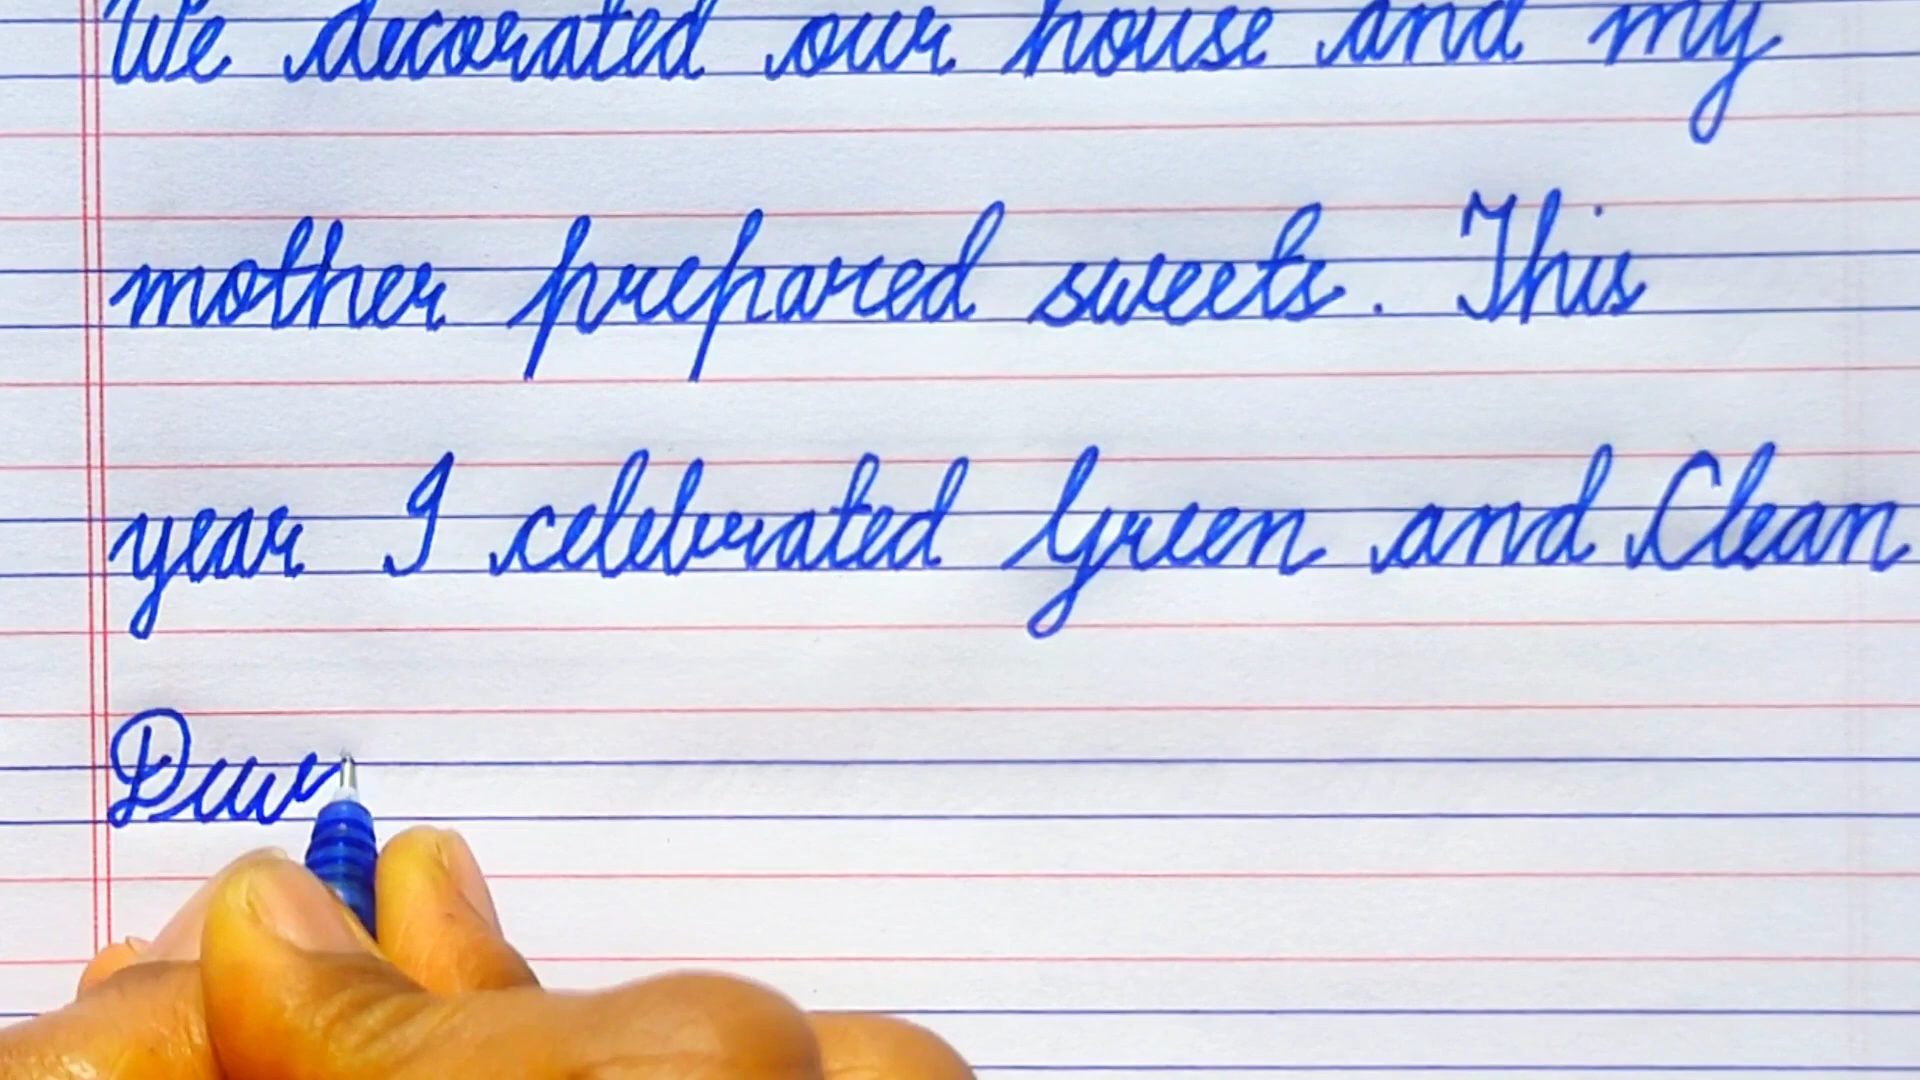 We decorated our house and my
mother prepared sweets. This
year I celebrated Green and Clean